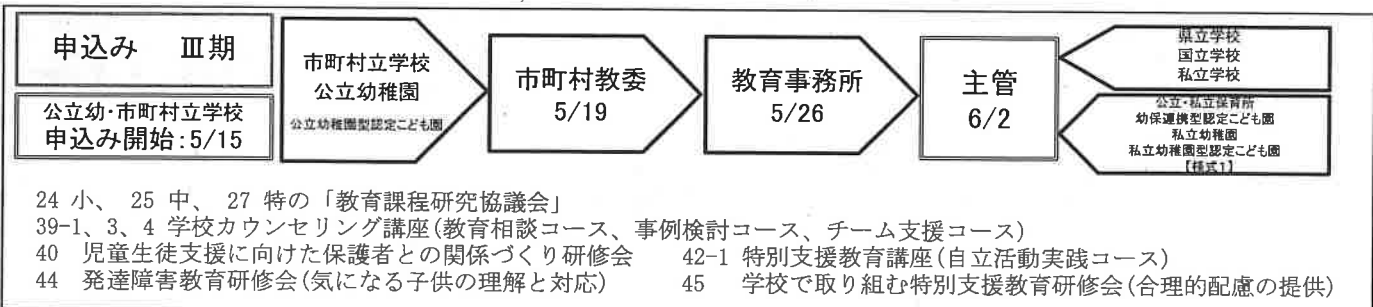 申込み　Ⅲ期
公立幼・市町村立学校
申込み開始：5/15
市町村立学校
公立幼稚園
公立幼稚園型認定こども園
市町村教委
5/19
教育事務所
5/26
主管
6/2
県立学校
国立学校
私立学校
公立・私立保育所
幼保連携型認定こども園
私立幼稚園
私立幼稚園型認定こども園
【様式1】
24 小、 25 中、 27 特の「教育課程研究協議会」
39-1、3、4 学校カウンセリング講座(教育相談コース、事例検討コース、チーム支援コース)
40　児童生徒支援に向けた保護者との関係づくり研修会　　42-1 特別支援教育講座(自立活動実践コース)
44　発達障害教育研修会(気になる子供の理解と対応)　　　45　学校で取り組む特別支援教育研修会(合理的配慮の提供)